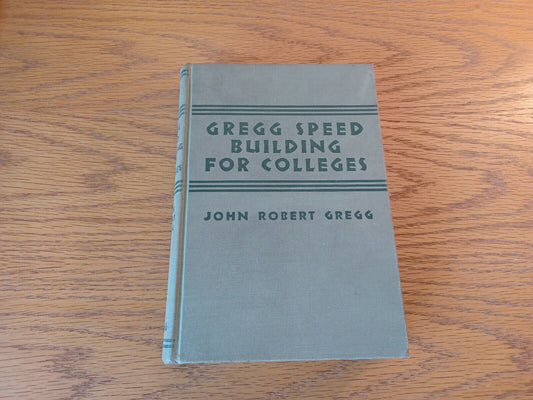 GREGG SPEED
BUILDING
FOR COLLEGES
JOHN ROBERT GREGG